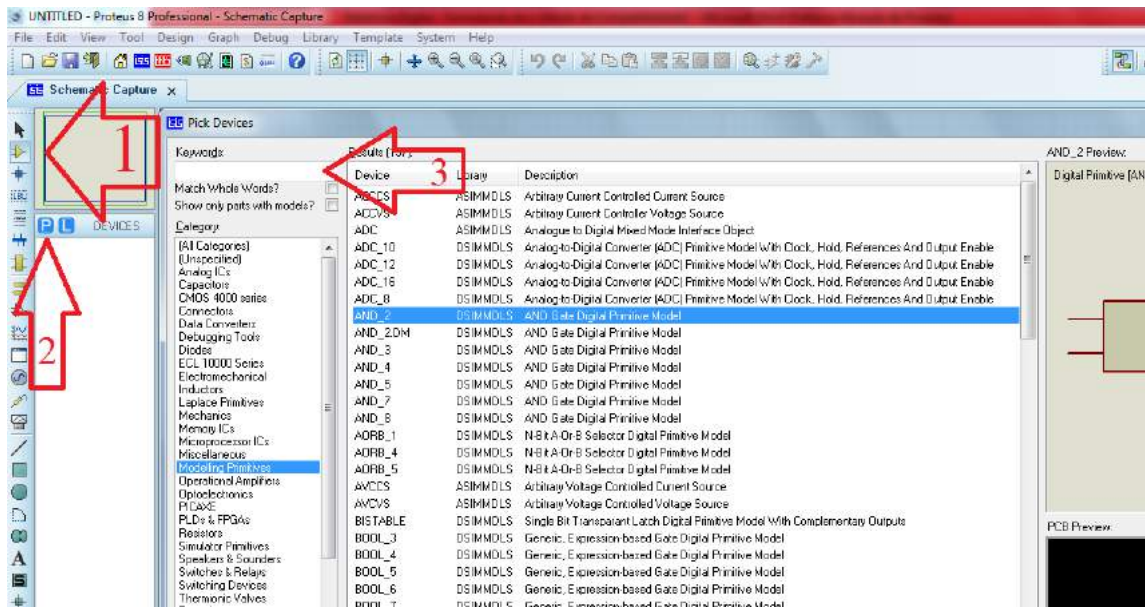 UNTITLED - Proteus 8 Professional - Schematic Capture
File Edit View Tool Design Graph Debug Library Template System Help
Schematic Capture x
1
2
3
P L DEVICES
Pick Devices
Keywords:
Match Whole Words?
Show only parts with models?
Category:
(All Categories)
(Unspecified)
Analog ICs
Capacitors
CMOS 4000 series
Connectors
Data Converters
Debugging Tools
Diodes
ECL 10000 Series
Electromechanical
Inductors
Laplace Primitives
Mechanics
Memory ICs
Microprocessor ICs
Miscellaneous
Modelling Primitives
Operational Amplifiers
Optoelectronics
PICAXE
PLDs & FPGAs
Resistors
Simulator Primitives
Speakers & Sounders
Switches & Relays
Switching Devices
Thermionic Valves
Device Library Description
ASIMMDLS Arbitrary Current Controlled Current Source
ACCVS ASIMMDLS Arbitrary Current Controller Voltage Source
ADC ASIMMDLS Analogue to Digital Mixed Mode Interface Object
ADC_10 DSIMMDLS Analog-to-Digital Converter (ADC) Primitive Model With Clock, Hold, References And Output Enable
ADC_12 DSIMMDLS Analog-to-Digital Converter (ADC) Primitive Model With Clock, Hold, References And Output Enable
ADC_16 DSIMMDLS Analog-to-Digital Converter (ADC) Primitive Model With Clock, Hold, References And Output Enable
ADC_8 DSIMMDLS Analog-to-Digital Converter (ADC) Primitive Model With Clock, Hold, References And Output Enable
AND_2 DSIMMDLS AND Gate Digital Primitive Model
AND_2.DM DSIMMDLS AND Gate Digital Primitive Model
AND_3 DSIMMDLS AND Gate Digital Primitive Model
AND_4 DSIMMDLS AND Gate Digital Primitive Model
AND_5 DSIMMDLS AND Gate Digital Primitive Model
AND_7 DSIMMDLS AND Gate Digital Primitive Model
AND_8 DSIMMDLS AND Gate Digital Primitive Model
AORB_1 DSIMMDLS N-Bit A-Or-B Selector Digital Primitive Model
AORB_4 DSIMMDLS N-Bit A-Or-B Selector Digital Primitive Model
AORB_5 DSIMMDLS N-Bit A-Or-B Selector Digital Primitive Model
AVCCS ASIMMDLS Arbitrary Voltage Controlled Current Source
AVCVS ASIMMDLS Arbitrary Voltage Controlled Voltage Source
BISTABLE DSIMMDLS Single Bit Transparant Latch Digital Primitive Model With Complementary Outputs
BOOL_3 DSIMMDLS Generic, Expression-based Gate Digital Primitive Model
BOOL_4 DSIMMDLS Generic, Expression-based Gate Digital Primitive Model
BOOL_5 DSIMMDLS Generic, Expression-based Gate Digital Primitive Model
BOOL_6 DSIMMDLS Generic, Expression-based Gate Digital Primitive Model
BOOL_7 DSIMMDLS Generic, Expression-based Gate Digital Primitive Model
AND_2 Preview:
Digital Primitive [AN
PCB Preview: